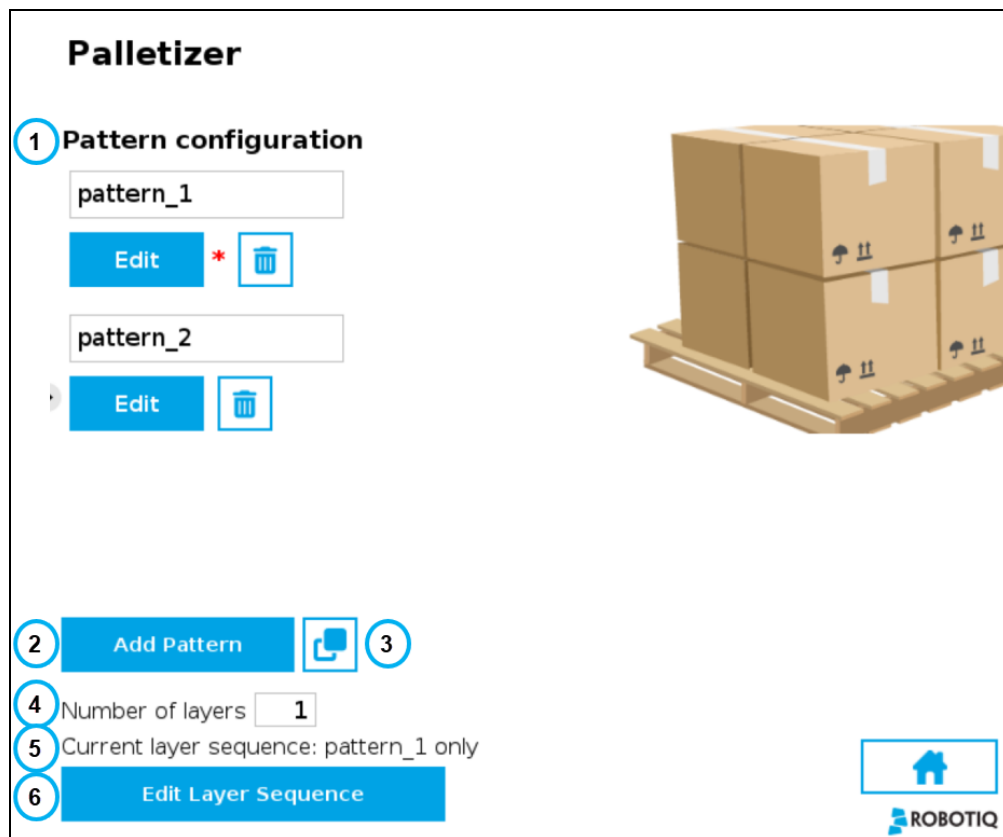 Palletizer
1 Pattern configuration
pattern_1
Edit *
pattern_2
Edit
2 Add Pattern 3
4 Number of layers 1
5 Current layer sequence: pattern_1 only
6 Edit Layer Sequence
ROBOTIQ